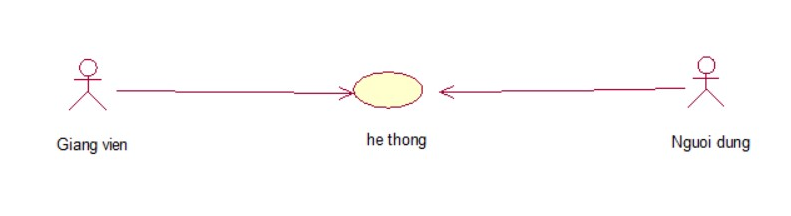 Giang vien
he thong
Nguoi dung